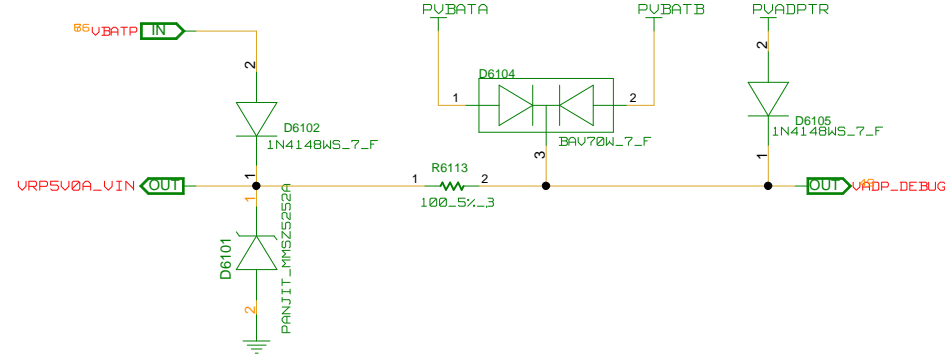 PVBATA
PVBATB
PVADPTR
VBATP
IN
2
2
D6104
1
2
D6102
1N4148WS_7_F
D6105
1N4148WS_7_F
BAV70W_7_F
3
1
1
R6113
VRP5V0A_VIN
OUT
1
2
OUT
VADP_DEBUG
1
100_5%_3
D6101
PANJIT_MMSZ5252A
2